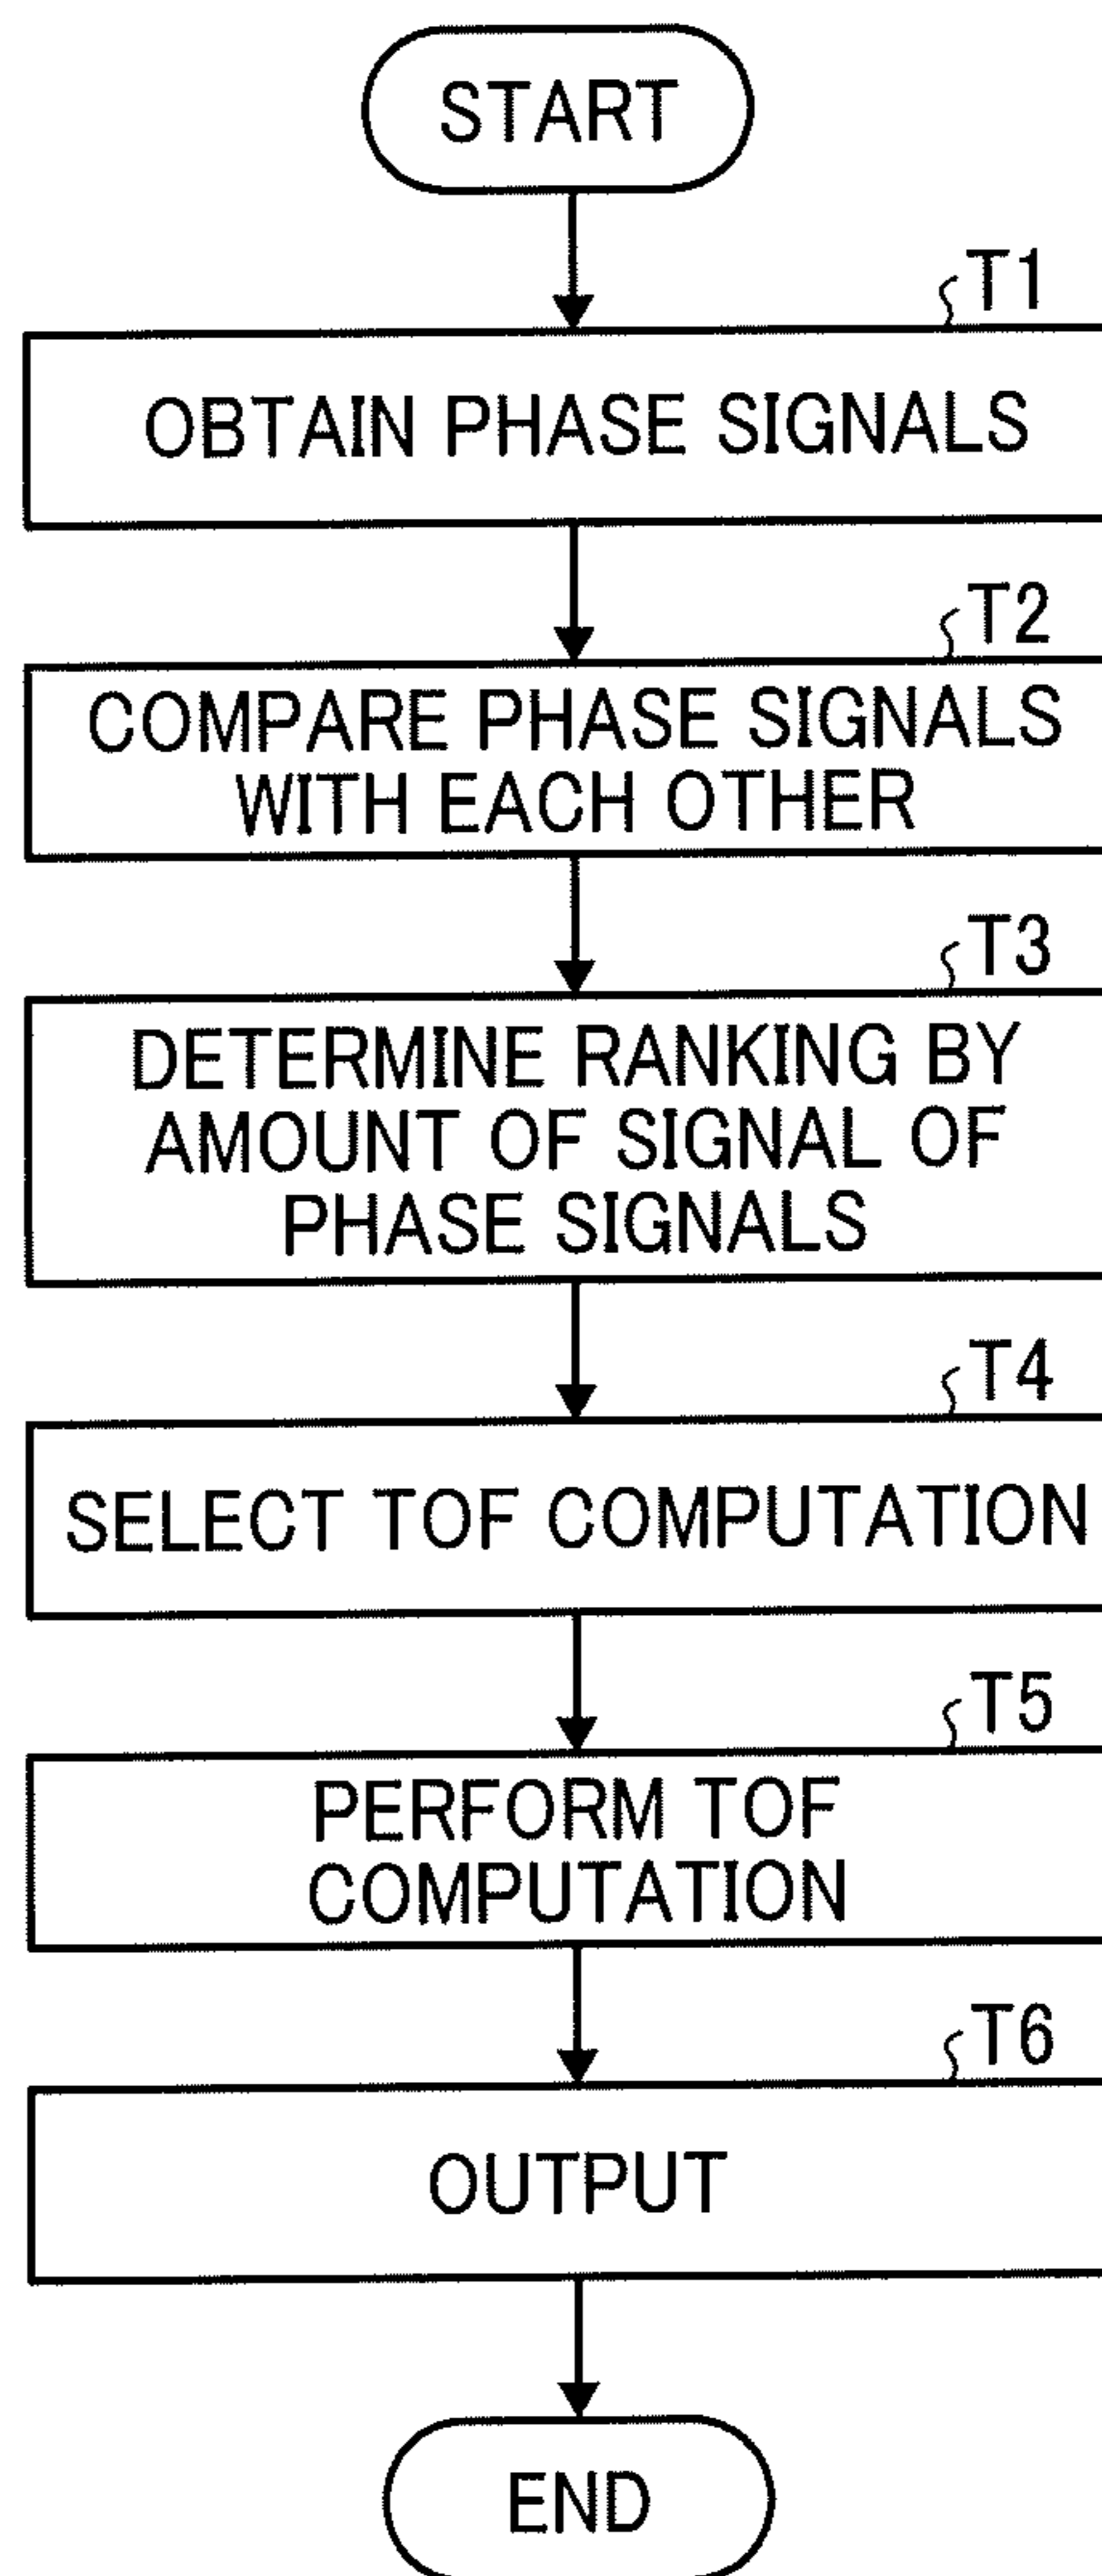 START
T1
OBTAIN PHASE SIGNALS
T2
COMPARE PHASE SIGNALS
WITH EACH OTHER
T3
DETERMINE RANKING BY
AMOUNT OF SIGNAL OF
PHASE SIGNALS
T4
SELECT TOF COMPUTATION
T5
PERFORM TOF
COMPUTATION
T6
OUTPUT
END